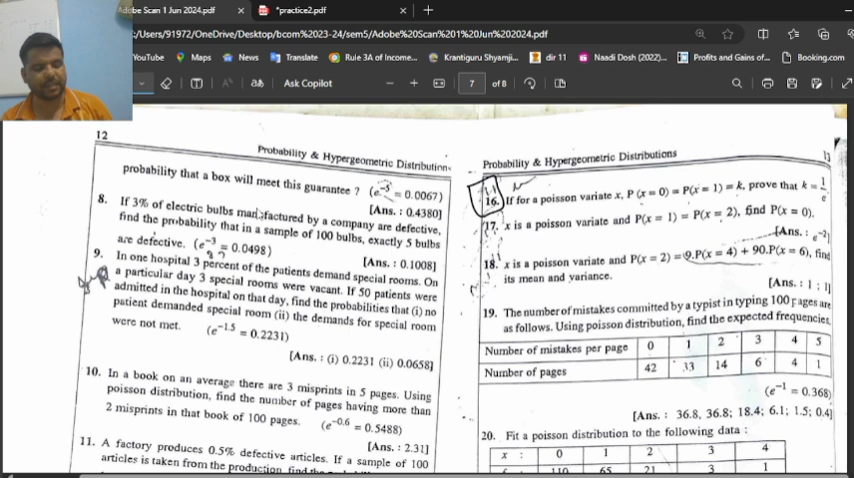 Adobe Scan 1 Jun 2024.pdf
*practice2.pdf
:/Users/91972/OneDrive/Desktop/bcom%2023-24/sem5/Adobe%20Scan%201%20Jun%202024.pdf
YouTube
Maps
News
Translate
Rule 3A of Income...
Krantiguru Shyamji...
dir 11
Naadi Dosh (2022)...
Profits and Gains of...
Booking.com
Ask Copilot
7
of 8
12
Probability & Hypergeometric Distributions
probability that a box will meet this guarantee ? (e⁻⁵ = 0.0067)
[Ans. : 0.4380]
8. If 3% of electric bulbs manufactured by a company are defective,
find the probability that in a sample of 100 bulbs, exactly 5 bulbs
are defective. (e⁻³ = 0.0498)
[Ans. : 0.1008]
9. In one hospital 3 percent of the patients demand special rooms. On
a particular day 3 special rooms were vacant. If 50 patients were
admitted in the hospital on that day, find the probabilities that (i) no
patient demanded special room (ii) the demands for special room
were not met. (e⁻¹·⁵ = 0.2231)
[Ans. : (i) 0.2231 (ii) 0.0658]
10. In a book on an average there are 3 misprints in 5 pages. Using
poisson distribution, find the number of pages having more than
2 misprints in that book of 100 pages. (e⁻⁰·⁶ = 0.5488)
[Ans. : 2.31]
11. A factory produces 0.5% defective articles. If a sample of 100
articles is taken from the production, find the
Probability & Hypergeometric Distributions
13
16. If for a poisson variate x, P (x = 0) = P(x = 1) = k, prove that k = 1/e.
17. x is a poisson variate and P(x = 1) = P(x = 2), find P(x = 0).
[Ans. : e⁻²]
18. x is a poisson variate and P(x = 2) = 9.P(x = 4) + 90.P(x = 6), find
its mean and variance.
[Ans. : 1 ; 1]
19. The number of mistakes committed by a typist in typing 100 pages are
as follows. Using poisson distribution, find the expected frequencies.
Number of mistakes per page 0 1 2 3 4 5
Number of pages 42 33 14 6 4 1
(e⁻¹ = 0.368)
[Ans. : 36.8, 36.8; 18.4; 6.1; 1.5; 0.4]
20. Fit a poisson distribution to the following data :
x : 0 1 2 3 4
110 65 21 3 1